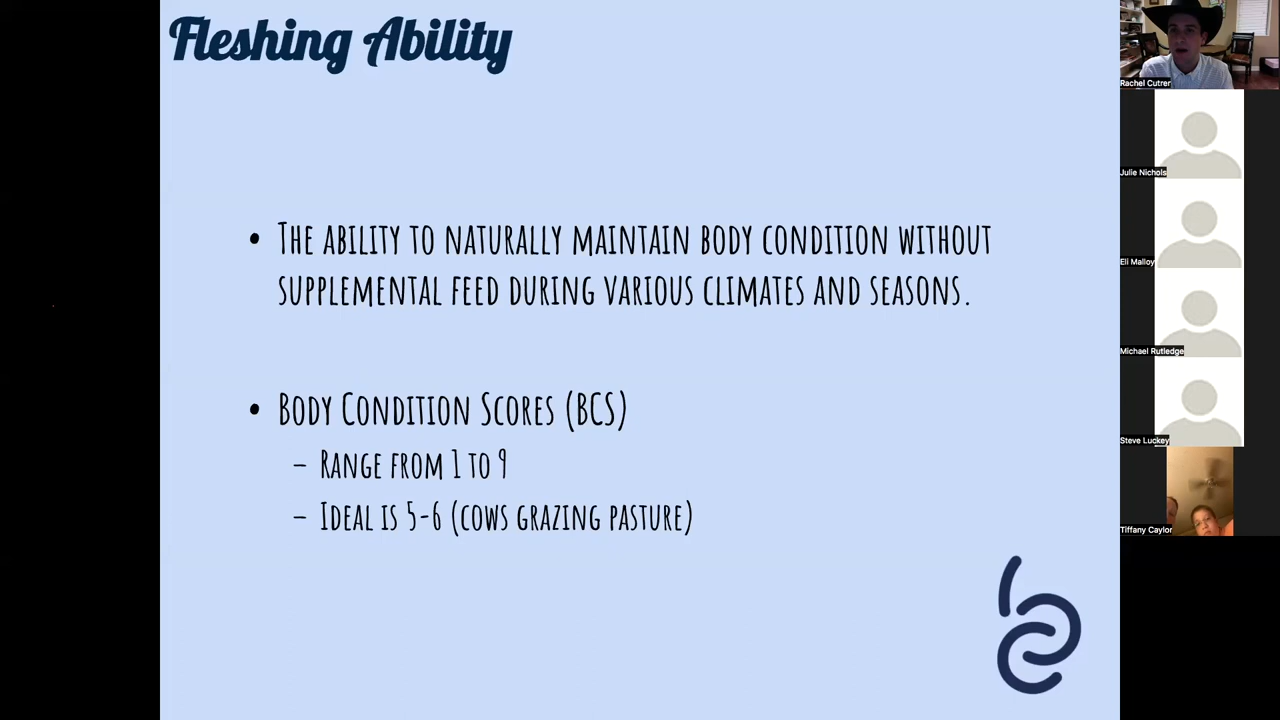 Fleshing Ability
• The ability to naturally maintain body condition without
supplemental feed during various climates and seasons.
• Body Condition Scores (BCS)
– Range from 1 to 9
– Ideal is 5-6 (cows grazing pasture)
Rachel Cutrer
Julie Nichols
Eli Malloy
Michael Rutledge
Steve Luckey
Tiffany Caylor